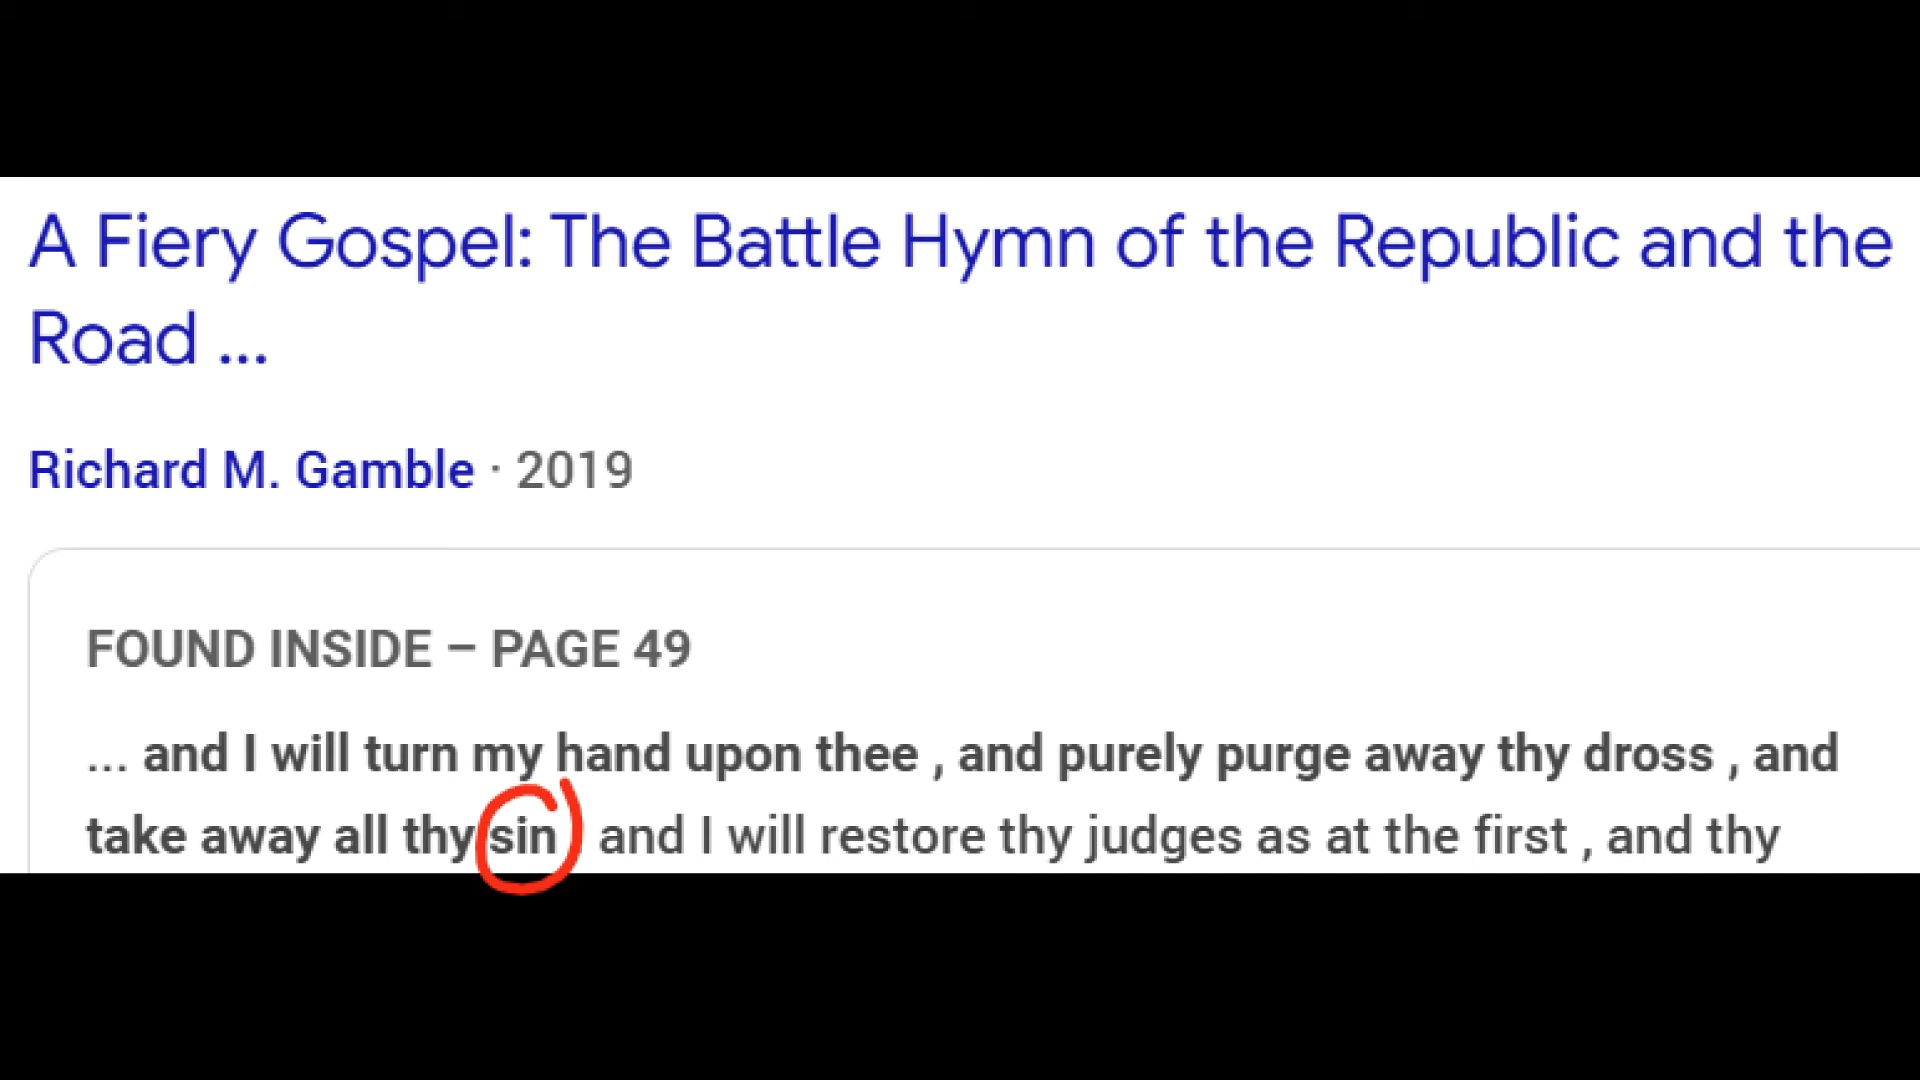 A Fiery Gospel: The Battle Hymn of the Republic and the
Road ...
Richard M. Gamble · 2019
FOUND INSIDE – PAGE 49
... and I will turn my hand upon thee , and purely purge away thy dross , and
take away all thy sin and I will restore thy judges as at the first , and thy